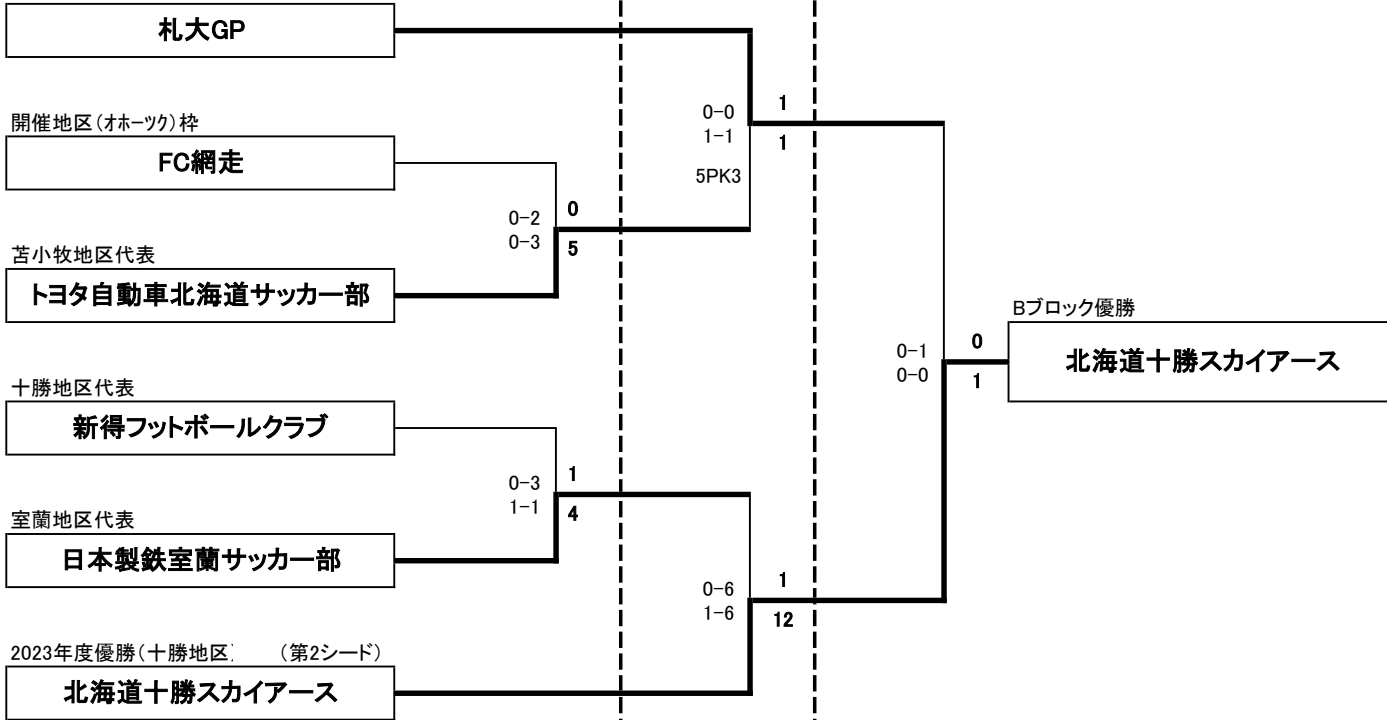 札大GP
開催地区(オホーツク)枠
FC網走
苫小牧地区代表
トヨタ自動車北海道サッカー部
十勝地区代表
新得フットボールクラブ
室蘭地区代表
日本製鉄室蘭サッカー部
2023年度優勝(十勝地区) (第2シード)
北海道十勝スカイアース
0-2
0-3
0
5
0-3
1-1
1
4
0-0
1-1
5PK3
1
1
0-6
1-6
1
12
0-1
0-0
0
1
Bブロック優勝
北海道十勝スカイアース